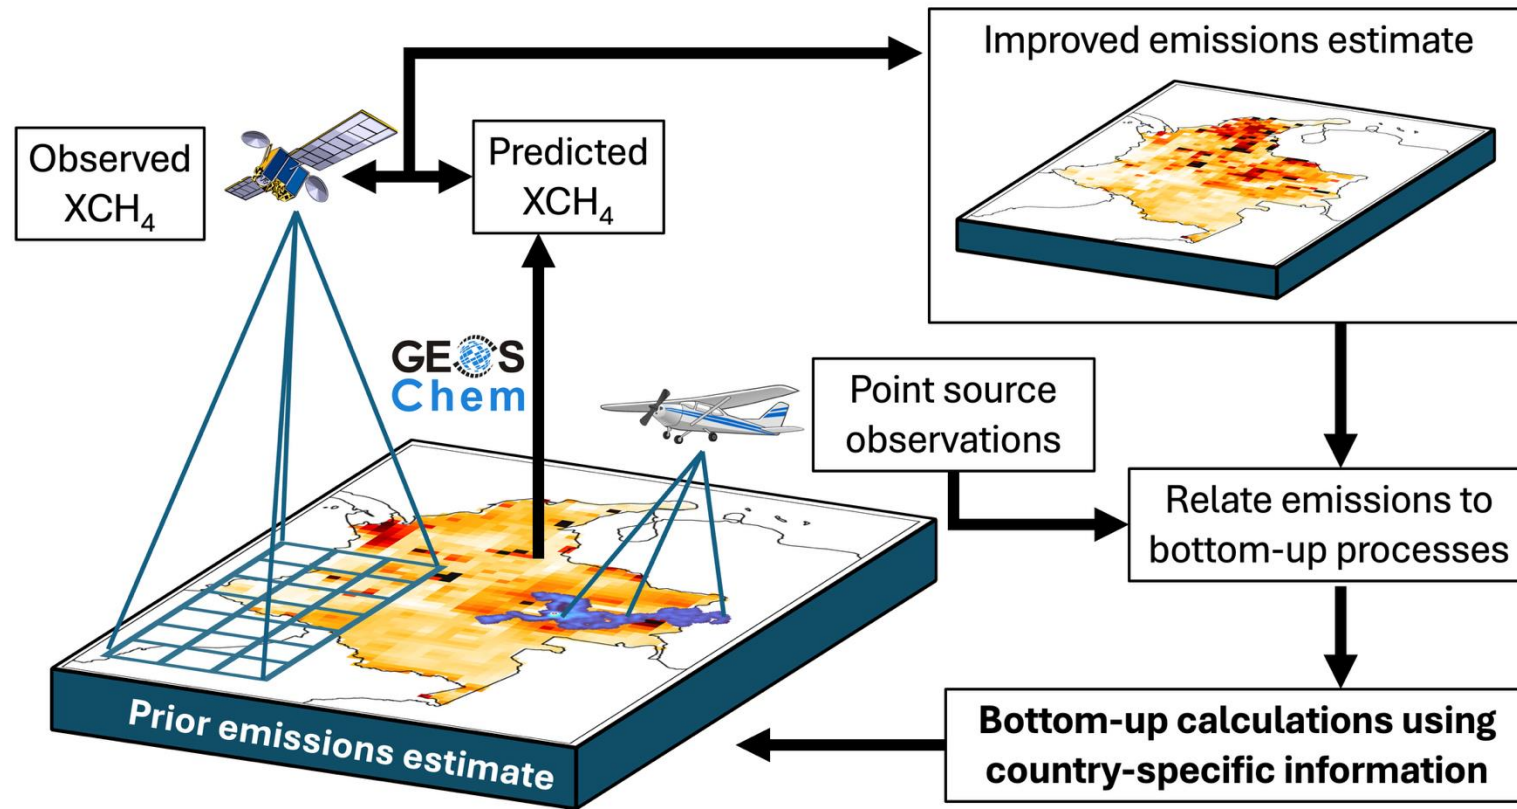 Improved emissions estimate
Observed
XCH₄
Predicted
XCH₄
GEOS
Chem
Point source
observations
Relate emissions to
bottom-up processes
Prior emissions estimate
Bottom-up calculations using
country-specific information